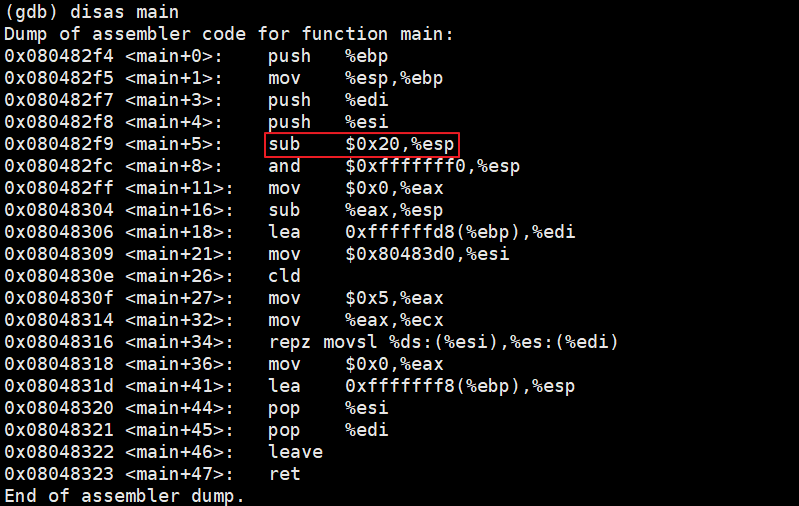 (gdb) disas main
Dump of assembler code for function main:
0x080482f4 <main+0>:   push   %ebp
0x080482f5 <main+1>:   mov    %esp,%ebp
0x080482f7 <main+3>:   push   %edi
0x080482f8 <main+4>:   push   %esi
0x080482f9 <main+5>:   sub    $0x20,%esp
0x080482fc <main+8>:   and    $0xfffffff0,%esp
0x080482ff <main+11>:  mov    $0x0,%eax
0x08048304 <main+16>:  sub    %eax,%esp
0x08048306 <main+18>:  lea    0xffffffd8(%ebp),%edi
0x08048309 <main+21>:  mov    $0x80483d0,%esi
0x0804830e <main+26>:  cld
0x0804830f <main+27>:  mov    $0x5,%eax
0x08048314 <main+32>:  mov    %eax,%ecx
0x08048316 <main+34>:  repz movsl %ds:(%esi),%es:(%edi)
0x08048318 <main+36>:  mov    $0x0,%eax
0x0804831d <main+41>:  lea    0xfffffff8(%ebp),%esp
0x08048320 <main+44>:  pop    %esi
0x08048321 <main+45>:  pop    %edi
0x08048322 <main+46>:  leave
0x08048323 <main+47>:  ret
End of assembler dump.